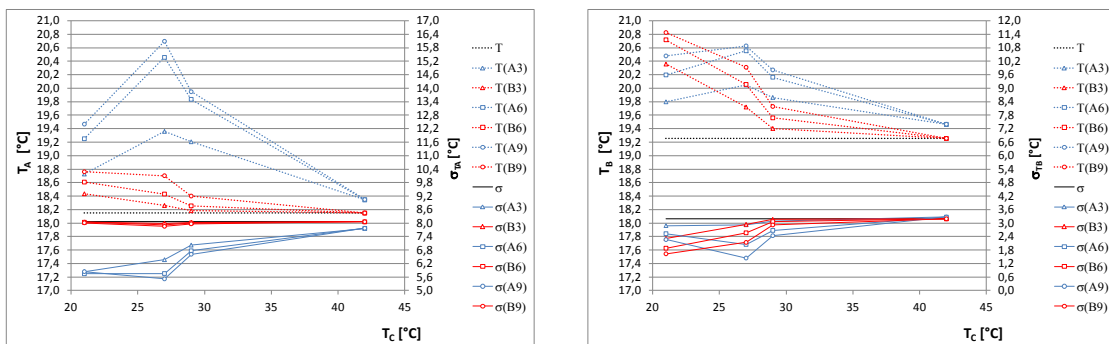 21,0
20,8
20,6
20,4
20,2
20,0
19,8
19,6
19,4
19,2
19,0
18,8
18,6
18,4
18,2
18,0
17,8
17,6
17,4
17,2
17,0
T_A [°C]
20
25
30
35
40
45
T_C [°C]
17,0
16,4
15,8
15,2
14,6
14,0
13,4
12,8
12,2
11,6
11,0
10,4
9,8
9,2
8,6
8,0
7,4
6,8
6,2
5,6
5,0
σ_TA [°C]
T
T(A3)
T(B3)
T(A6)
T(B6)
T(A9)
T(B9)
σ
σ(A3)
σ(B3)
σ(A6)
σ(B6)
σ(A9)
σ(B9)
21,0
20,8
20,6
20,4
20,2
20,0
19,8
19,6
19,4
19,2
19,0
18,8
18,6
18,4
18,2
18,0
17,8
17,6
17,4
17,2
17,0
T_B [°C]
20
25
30
35
40
45
T_C [°C]
12,0
11,4
10,8
10,2
9,6
9,0
8,4
7,8
7,2
6,6
6,0
5,4
4,8
4,2
3,6
3,0
2,4
1,8
1,2
0,6
0,0
σ_TB [°C]
T
T(A3)
T(B3)
T(A6)
T(B6)
T(A9)
T(B9)
σ
σ(A3)
σ(B3)
σ(A6)
σ(B6)
σ(A9)
σ(B9)